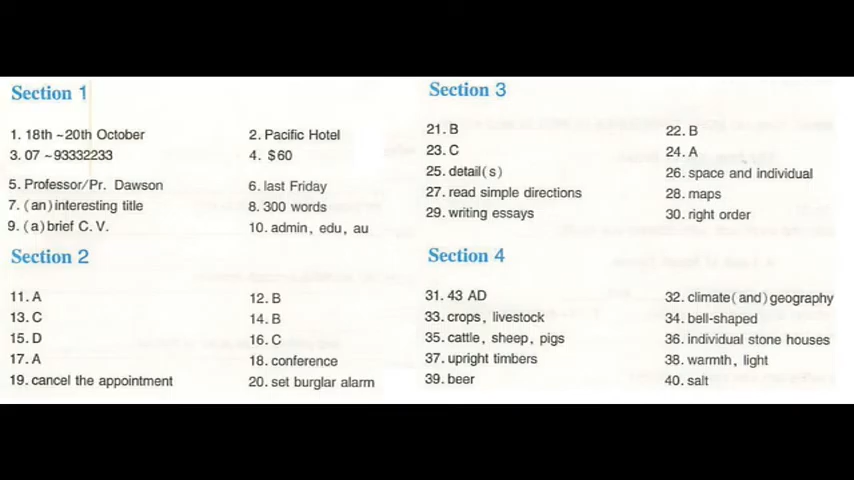 Section 1
1. 18th ~20th October 2. Pacific Hotel
3. 07 ~93332233 4. $60
5. Professor/Pr. Dawson 6. last Friday
7. (an)interesting title 8. 300 words
9. (a)brief C. V. 10. admin, edu, au
Section 2
11. A 12. B
13. C 14. B
15. D 16. C
17. A 18. conference
19. cancel the appointment 20. set burglar alarm
Section 3
21. B 22. B
23. C 24. A
25. detail(s) 26. space and individual
27. read simple directions 28. maps
29. writing essays 30. right order
Section 4
31. 43 AD 32. climate(and)geography
33. crops, livestock 34. bell-shaped
35. cattle, sheep, pigs 36. individual stone houses
37. upright timbers 38. warmth, light
39. beer 40. salt